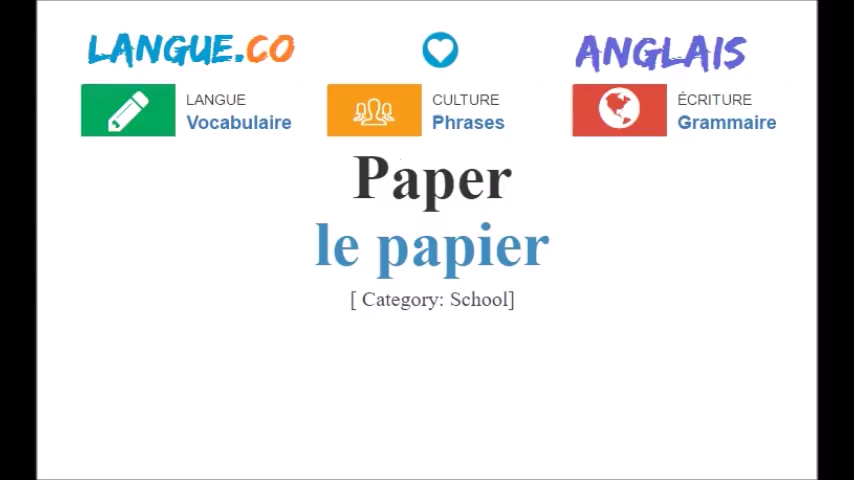 LANGUE.CO
ANGLAIS
LANGUE
Vocabulaire
CULTURE
Phrases
ÉCRITURE
Grammaire
Paper
le papier
[ Category: School]